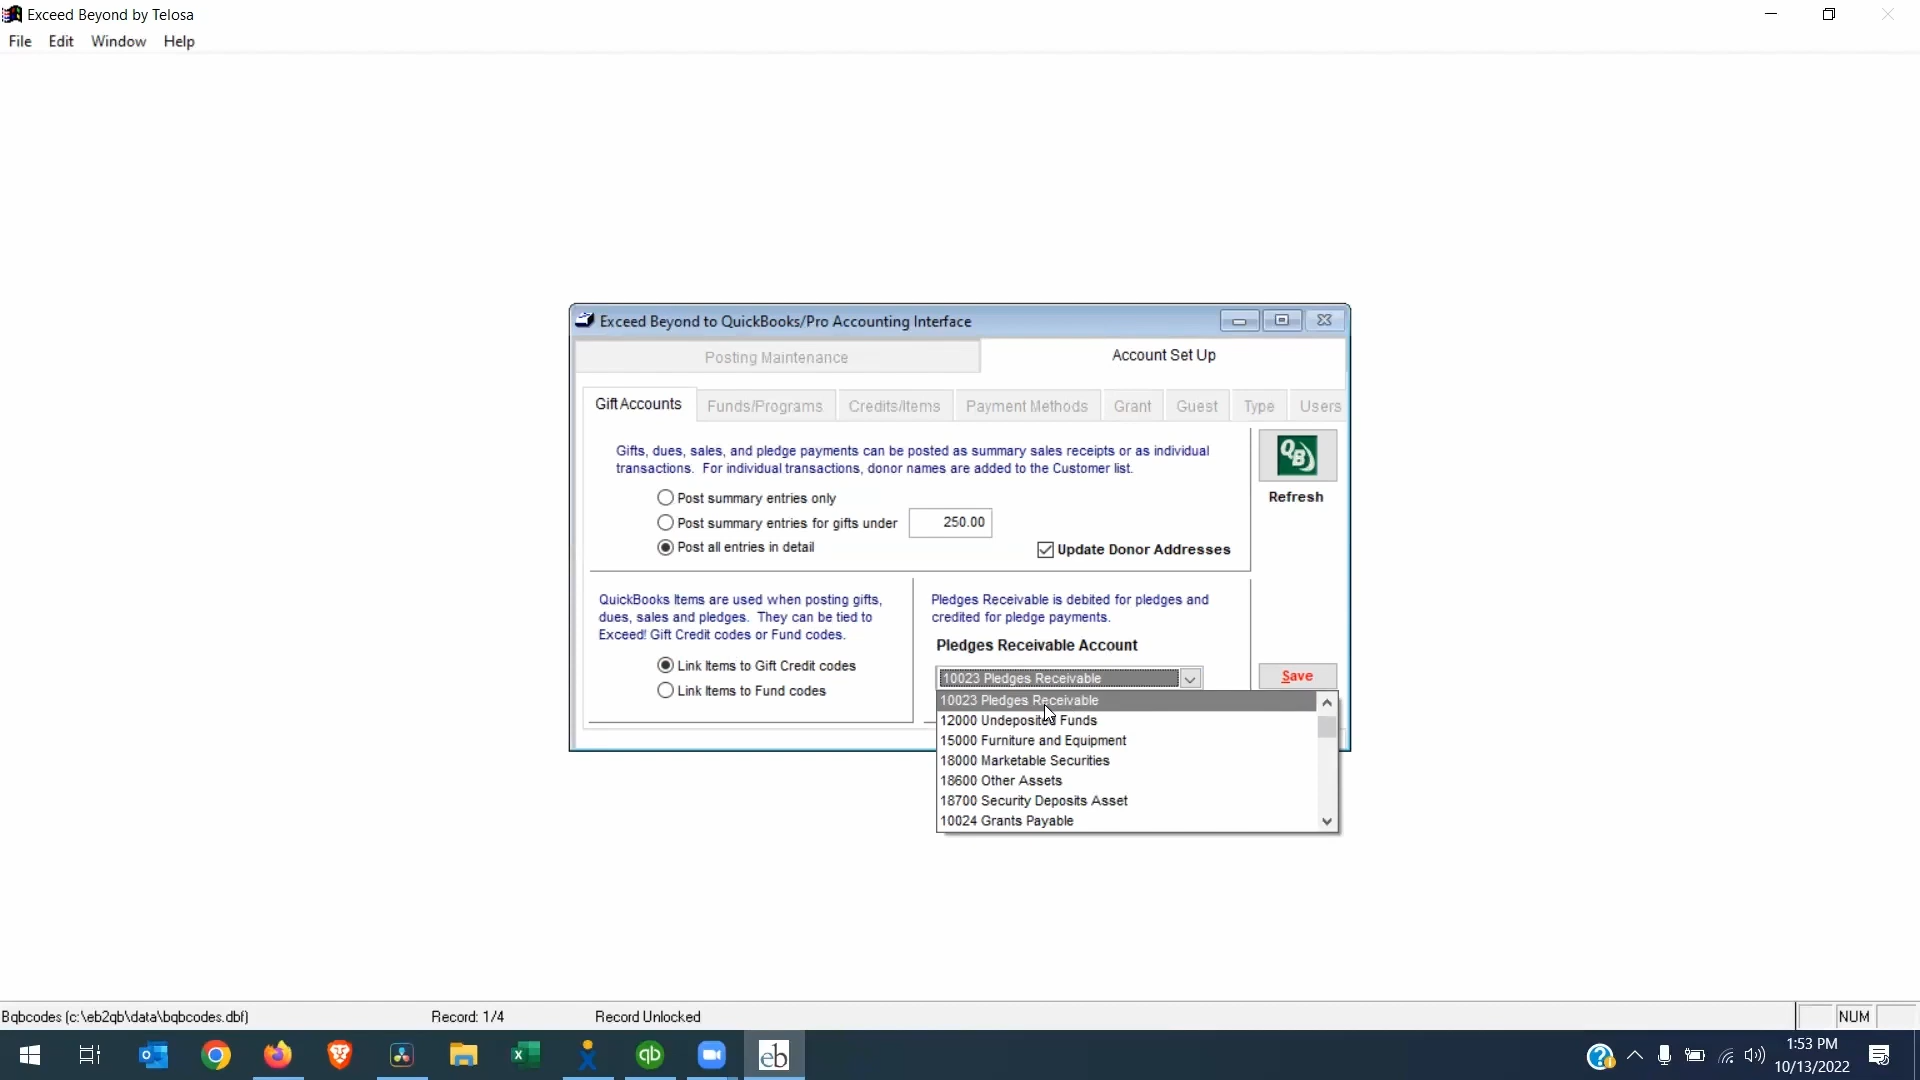 Exceed Beyond by Telosa
File Edit Window Help
Exceed Beyond to QuickBooks/Pro Accounting Interface
Posting Maintenance Account Set Up
Gift Accounts Funds/Programs Credits/Items Payment Methods Grant Guest Type Users
Gifts, dues, sales, and pledge payments can be posted as summary sales receipts or as individual
transactions. For individual transactions, donor names are added to the Customer list.
QB
Refresh
Post summary entries only
Post summary entries for gifts under 250.00
Post all entries in detail
Update Donor Addresses
QuickBooks Items are used when posting gifts,
dues, sales and pledges. They can be tied to
Exceed! Gift Credit codes or Fund codes.
Link Items to Gift Credit codes
Link Items to Fund codes
Pledges Receivable is debited for pledges and
credited for pledge payments.
Pledges Receivable Account
10023 Pledges Receivable
Save
10023 Pledges Receivable
12000 Undeposited Funds
15000 Furniture and Equipment
18000 Marketable Securities
18600 Other Assets
18700 Security Deposits Asset
10024 Grants Payable
Bqbcodes (c:\eb2qb\data\bqbcodes.dbf) Record: 1/4 Record Unlocked NUM
qb
eb
1:53 PM
10/13/2022